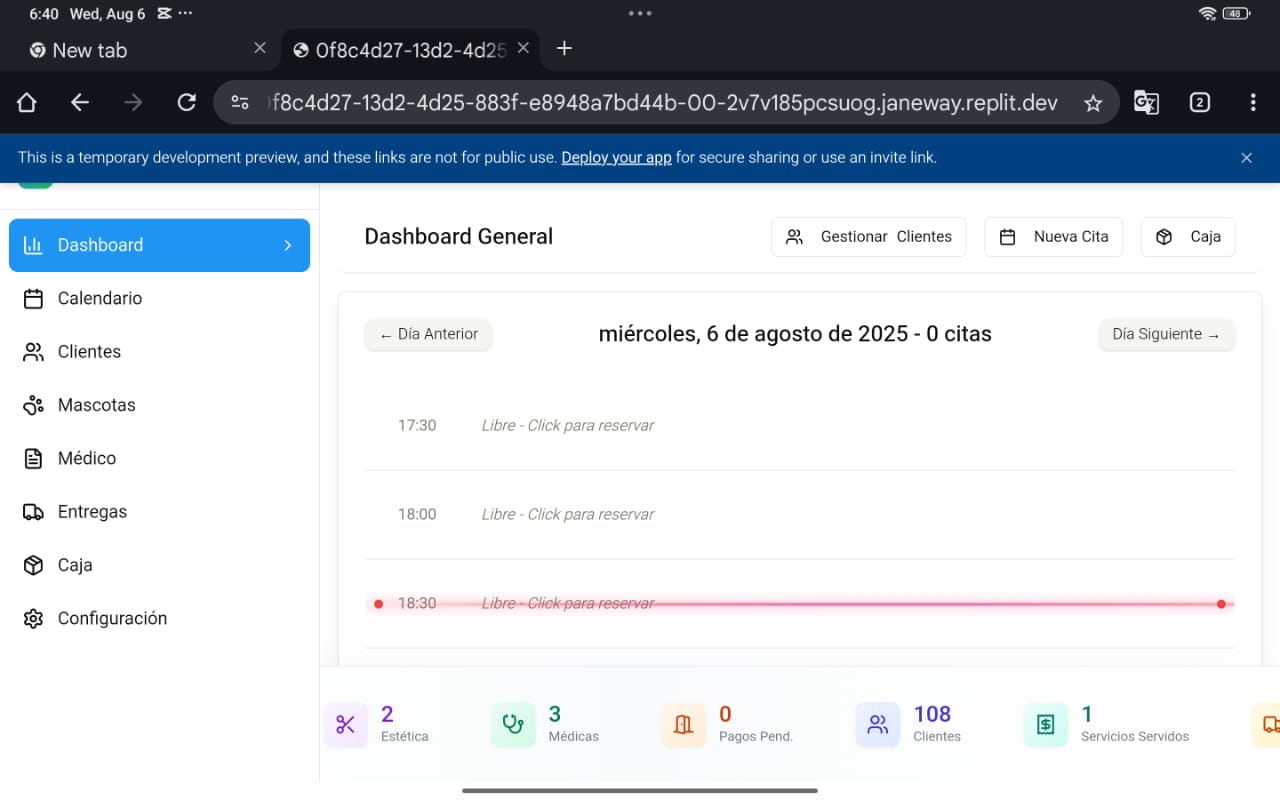 6:40 Wed, Aug 6
48
New tab
0f8c4d27-13d2-4d25
f8c4d27-13d2-4d25-883f-e8948a7bd44b-00-2v7v185pcsuog.janeway.replit.dev
2
This is a temporary development preview, and these links are not for public use. Deploy your app for secure sharing or use an invite link.
Dashboard
Calendario
Clientes
Mascotas
Médico
Entregas
Caja
Configuración
Dashboard General
Gestionar Clientes
Nueva Cita
Caja
← Día Anterior
miércoles, 6 de agosto de 2025 - 0 citas
Día Siguiente →
17:30 Libre - Click para reservar
18:00 Libre - Click para reservar
18:30 Libre - Click para reservar
2
Estética
3
Médicas
0
Pagos Pend.
108
Clientes
1
Servicios Servidos